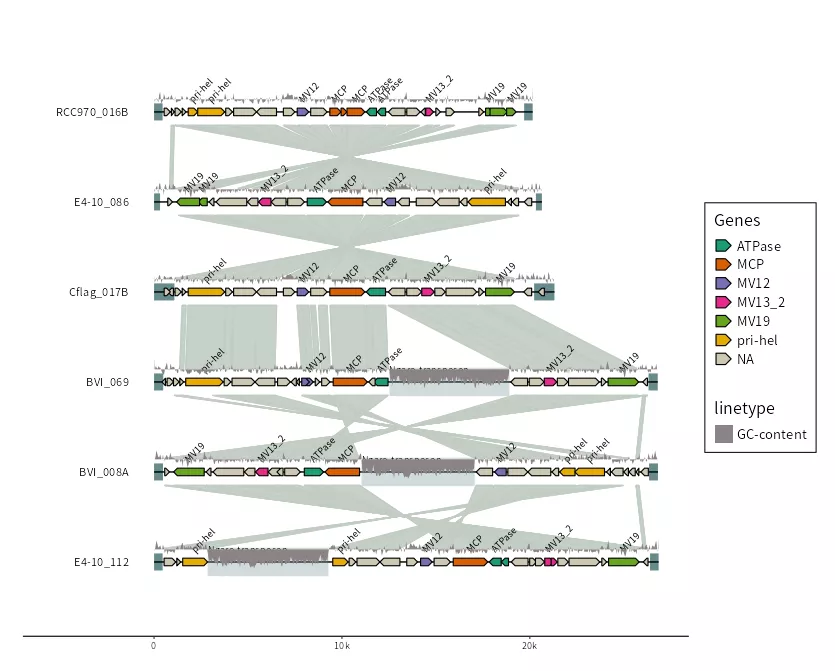 pri-hel pri-hel MV12 MCP MCP ATPase ATPase MV13_2 MV19 MV19
RCC970_016B
MV19 MV19 MV13_2 ATPase MCP MV12 pri-hel
E4-10_086
pri-hel MV12 MCP ATPase MV13_2 MV19
Cflag_017B
pri-hel MV12 MCP ATPase MV13_2 MV19
BVI_069
MV19 MV13_2 ATPase MCP MV12 pri-hel pri-hel
BVI_008A
pri-hel pri-hel MV12 MCP ATPase MV13_2 MV19
E4-10_112
0 10k 20k
Genes
ATPase
MCP
MV12
MV13_2
MV19
pri-hel
NA
linetype
GC-content